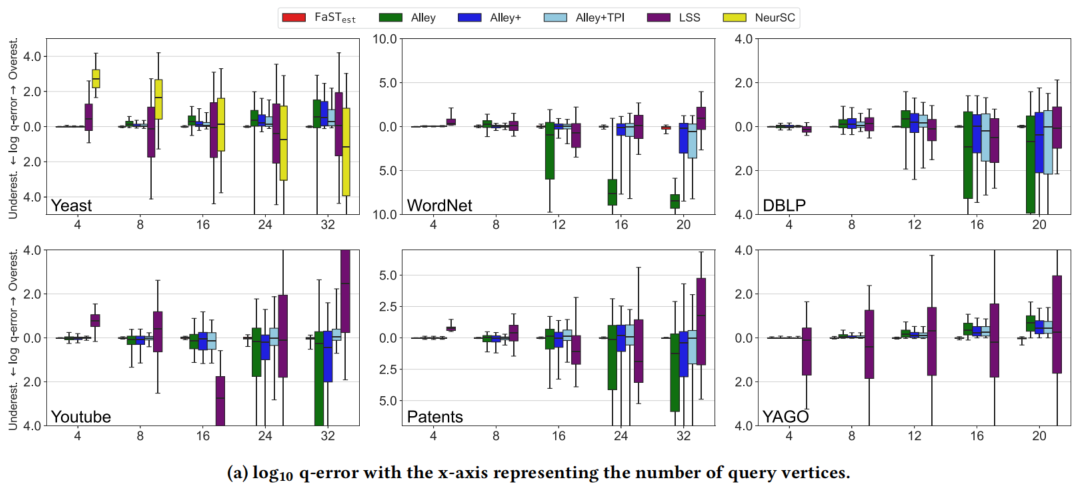 FaSTest Alley Alley+ Alley+TPI LSS NeurSC
Underest. ← log q-error → Overest.
4.0
2.0
0.0
2.0
4.0
Yeast
4 8 16 24 32
10.0
5.0
0.0
5.0
10.0
WordNet
4 8 12 16 20
4.0
2.0
0.0
2.0
4.0
DBLP
4 8 12 16 20
Underest. ← log q-error → Overest.
4.0
2.0
0.0
2.0
4.0
Youtube
4 8 16 24 32
5.0
2.5
0.0
2.5
5.0
Patents
4 8 16 24 32
4.0
2.0
0.0
2.0
4.0
YAGO
4 8 12 16 20
(a) log₁₀ q-error with the x-axis representing the number of query vertices.